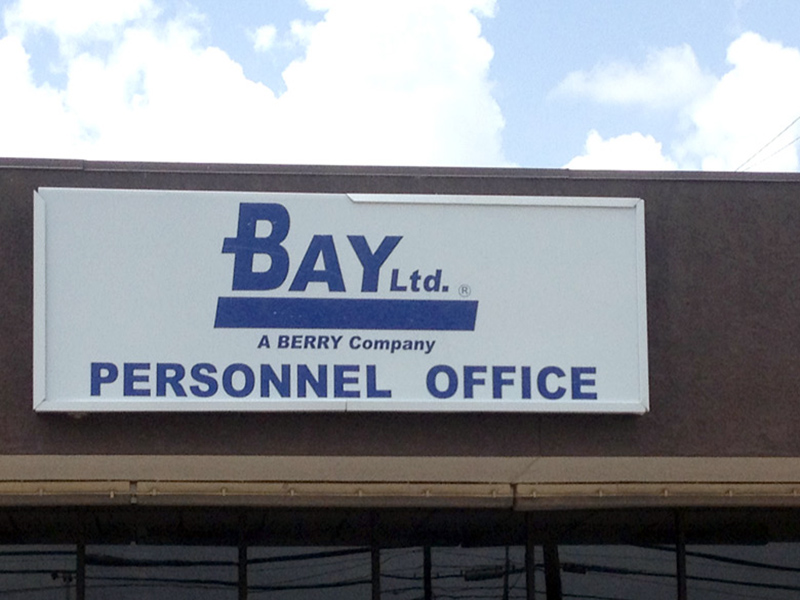 BAY Ltd. ®
A BERRY Company
PERSONNEL OFFICE